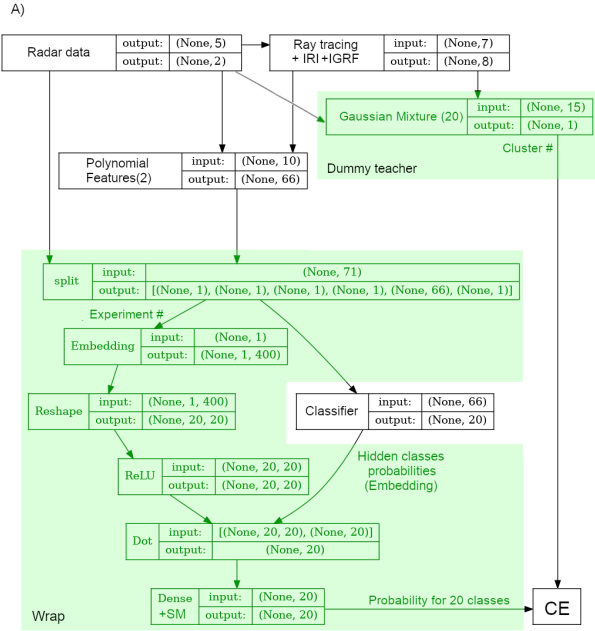 A)
Radar data
output: (None, 5)
output: (None, 2)
Ray tracing
+ IRI +IGRF
input: (None, 7)
output: (None, 8)
Gaussian Mixture (20)
input: (None, 15)
output: (None, 1)
Cluster #
Dummy teacher
Polynomial
Features(2)
input: (None, 10)
output: (None, 66)
split
input: (None, 71)
output: [(None, 1), (None, 1), (None, 1), (None, 1), (None, 66), (None, 1)]
Experiment #
Embedding
input: (None, 1)
output: (None, 1, 400)
Reshape
input: (None, 1, 400)
output: (None, 20, 20)
Classifier
input: (None, 66)
output: (None, 20)
Hidden classes
probabilities
(Embedding)
ReLU
input: (None, 20, 20)
output: (None, 20, 20)
Dot
input: [(None, 20, 20), (None, 20)]
output: (None, 20)
Dense
+SM
input: (None, 20)
output: (None, 20)
Probability for 20 classes
CE
Wrap